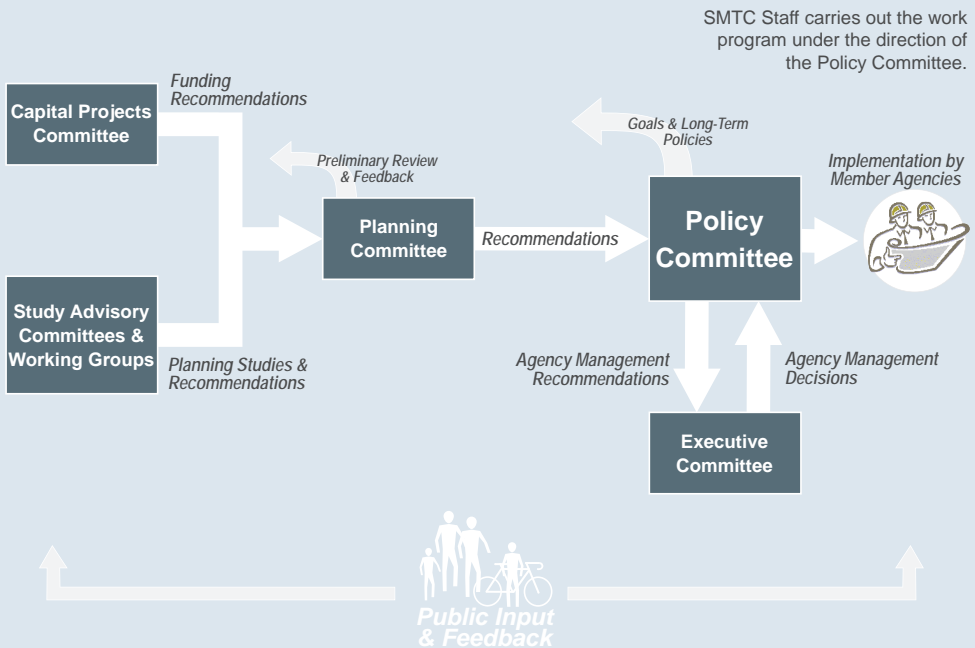 SMTC Staff carries out the work
program under the direction of
the Policy Committee.
Funding
Recommendations
Capital Projects
Committee
Preliminary Review
& Feedback
Goals & Long-Term
Policies
Implementation by
Member Agencies
Planning
Committee
Recommendations
Policy
Committee
Study Advisory
Committees &
Working Groups
Planning Studies &
Recommendations
Agency Management
Recommendations
Agency Management
Decisions
Executive
Committee
Public Input
& Feedback